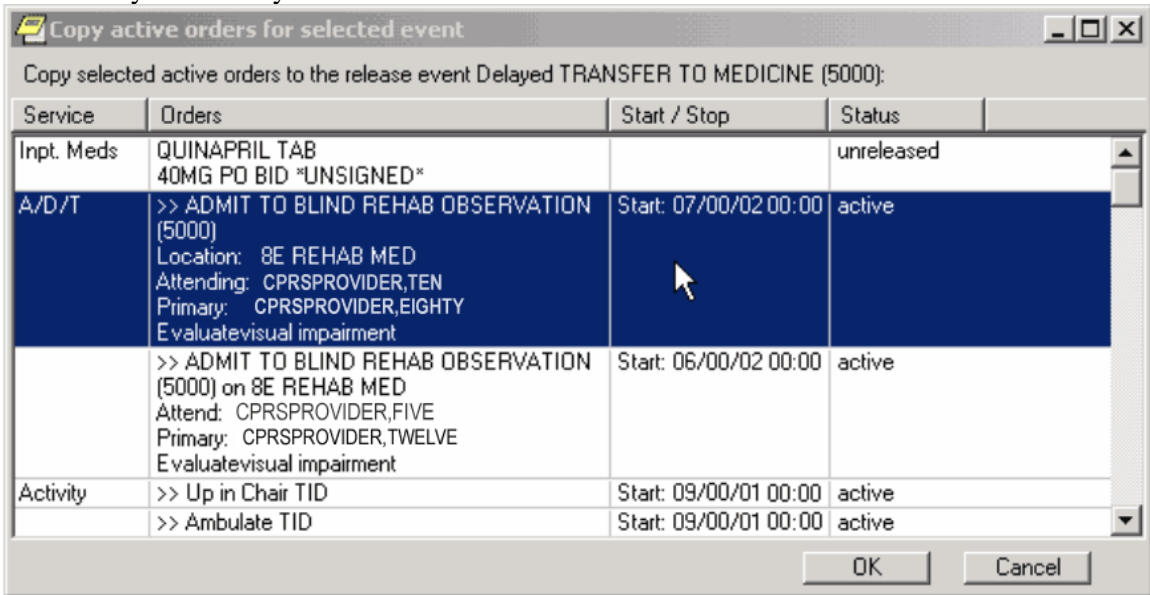 Copy active orders for selected event
Copy selected active orders to the release event Delayed TRANSFER TO MEDICINE (5000):
Service Orders Start / Stop Status
Inpt. Meds QUINAPRIL TAB unreleased
40MG PO BID *UNSIGNED*
A/D/T >> ADMIT TO BLIND REHAB OBSERVATION Start: 07/00/02 00:00 active
(5000)
Location: 8E REHAB MED
Attending: CPRSPROVIDER,TEN
Primary: CPRSPROVIDER,EIGHTY
Evaluatevisual impairment
>> ADMIT TO BLIND REHAB OBSERVATION Start: 06/00/02 00:00 active
(5000) on 8E REHAB MED
Attend: CPRSPROVIDER,FIVE
Primary: CPRSPROVIDER,TWELVE
Evaluatevisual impairment
Activity >> Up in Chair TID Start: 09/00/01 00:00 active
>> Ambulate TID Start: 09/00/01 00:00 active
OK Cancel